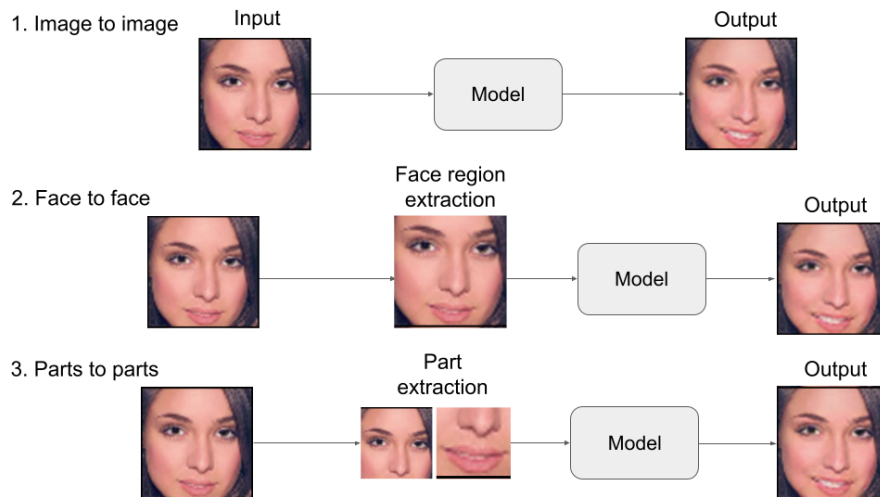 1. Image to image
Input
Output
Model
2. Face to face
Face region
extraction
Output
Model
3. Parts to parts
Part
extraction
Output
Model